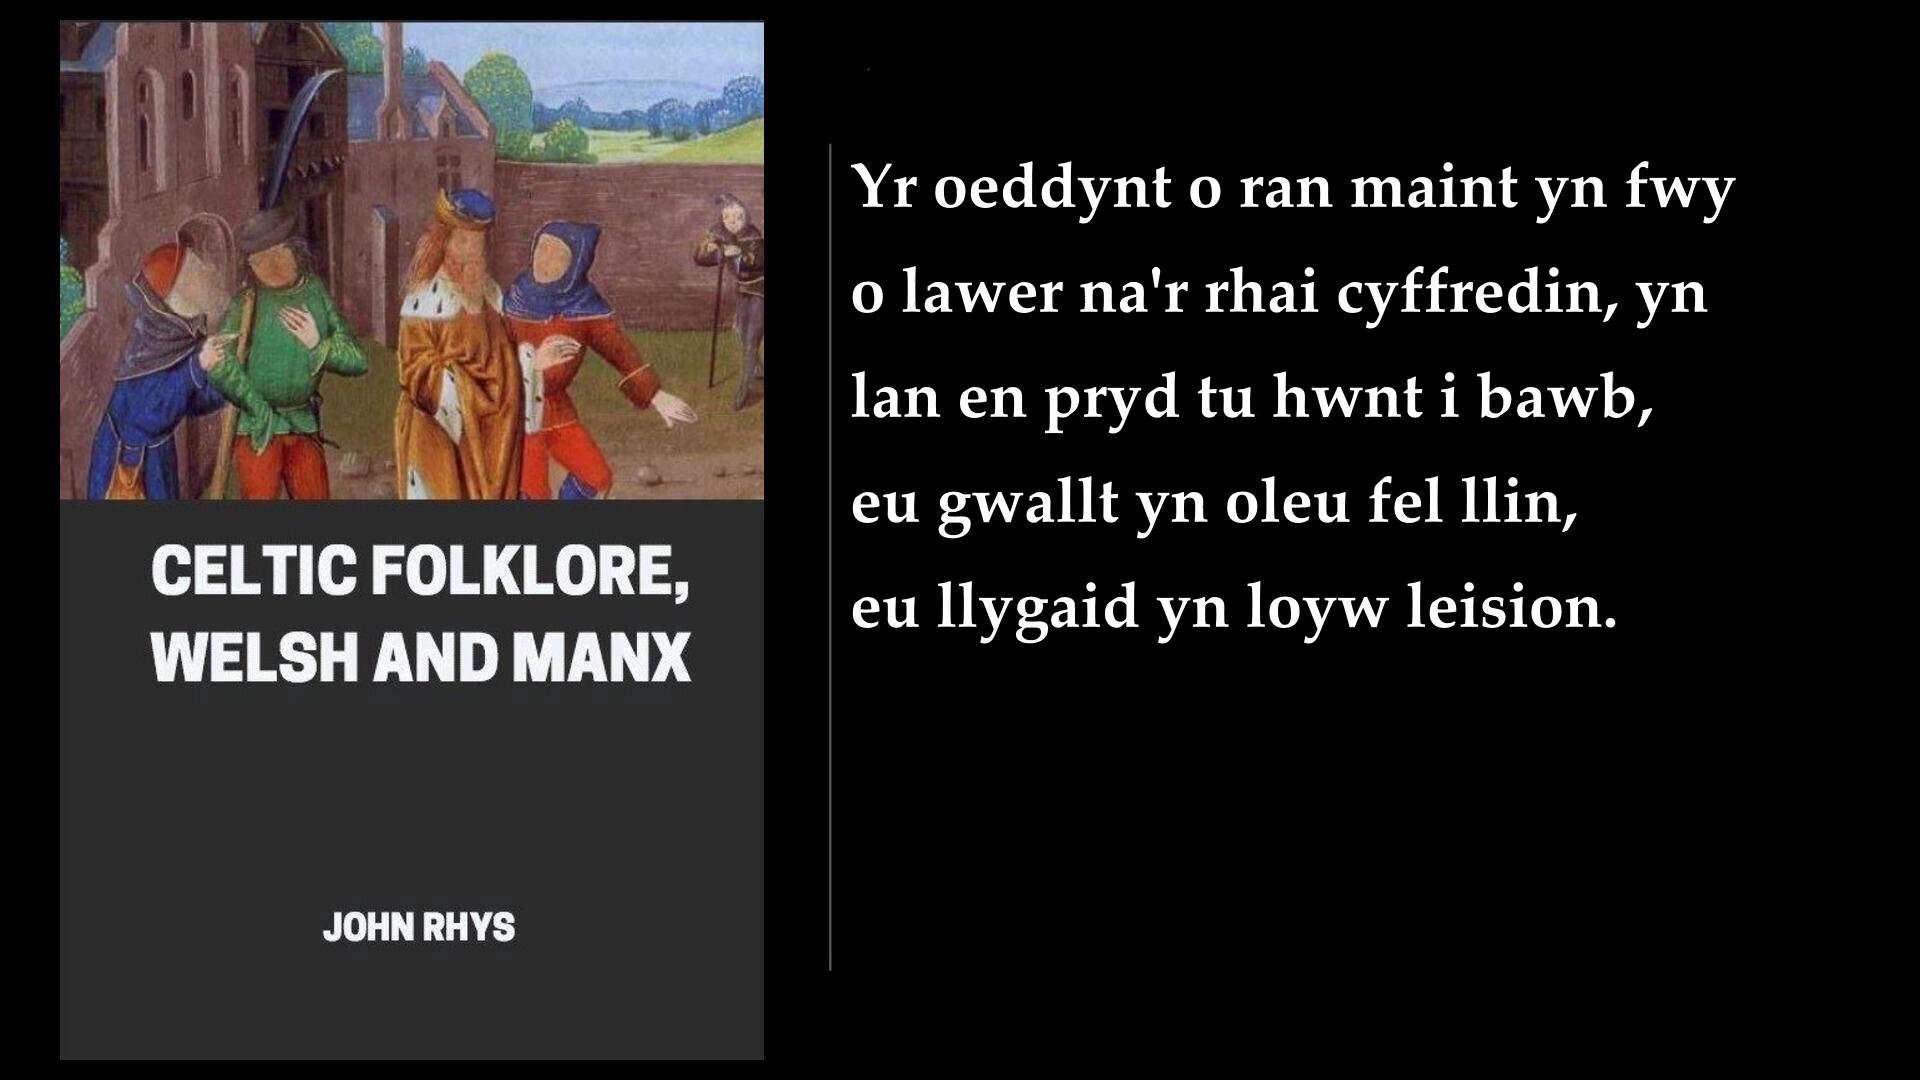 CELTIC FOLKLORE,
WELSH AND MANX
JOHN RHYS
Yr oeddynt o ran maint yn fwy
o lawer na'r rhai cyffredin, yn
lan en pryd tu hwnt i bawb,
eu gwallt yn oleu fel llin,
eu llygaid yn loyw leision.